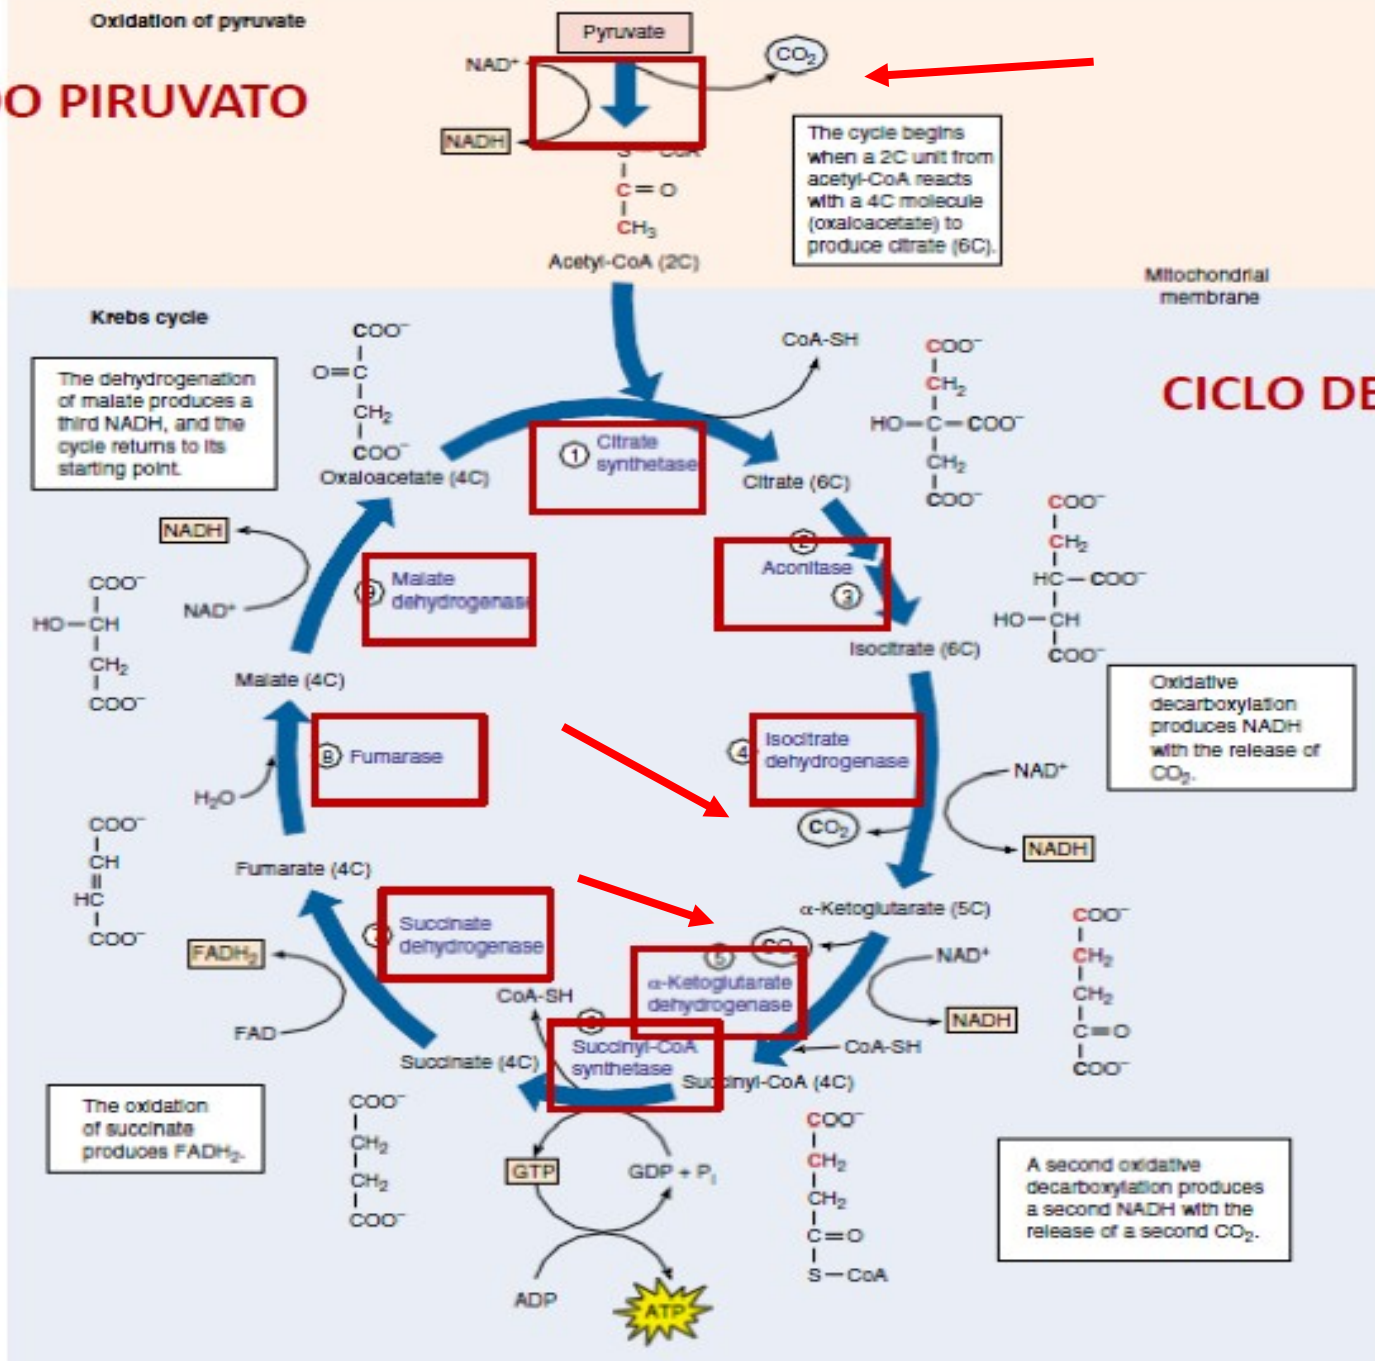 Oxidation of pyruvate
Pyruvate
CO₂
NAD⁺
O PIRUVATO
NADH
S — CoA
C=O
CH₃
Acetyl-CoA (2C)
The cycle begins
when a 2C unit from
acetyl-CoA reacts
with a 4C molecule
(oxaloacetate) to
produce citrate (6C).
Mitochondrial
membrane
Krebs cycle
CICLO DE
The dehydrogenation
of malate produces a
third NADH, and the
cycle returns to its
starting point.
COO⁻
O=C
CH₂
COO⁻
Oxaloacetate (4C)
CoA-SH
1
Citrate
synthetase
Citrate (6C)
COO⁻
CH₂
HO—C—COO⁻
CH₂
COO⁻
2
Aconitase
3
COO⁻
CH₂
HC—COO⁻
HO—CH
COO⁻
Isocitrate (6C)
NADH
NAD⁺
9
Malate
dehydrogenase
COO⁻
HO—CH
CH₂
COO⁻
Malate (4C)
4
Isocitrate
dehydrogenase
Oxidative
decarboxylation
produces NADH
with the release of
CO₂.
NAD⁺
CO₂
NADH
8
Fumarase
H₂O
COO⁻
CH
HC
COO⁻
Fumarate (4C)
α-Ketoglutarate (5C)
COO⁻
CH₂
CH₂
C=O
COO⁻
7
Succinate
dehydrogenase
FADH₂
FAD
CO₂
5
α-Ketoglutarate
dehydrogenase
NAD⁺
NADH
CoA-SH
CoA-SH
Succinyl-CoA
synthetase
Succinate (4C)
Succinyl-CoA (4C)
The oxidation
of succinate
produces FADH₂.
COO⁻
CH₂
CH₂
COO⁻
GTP
GDP + Pᵢ
ADP
ATP
COO⁻
CH₂
CH₂
C=O
S—CoA
A second oxidative
decarboxylation produces
a second NADH with the
release of a second CO₂.